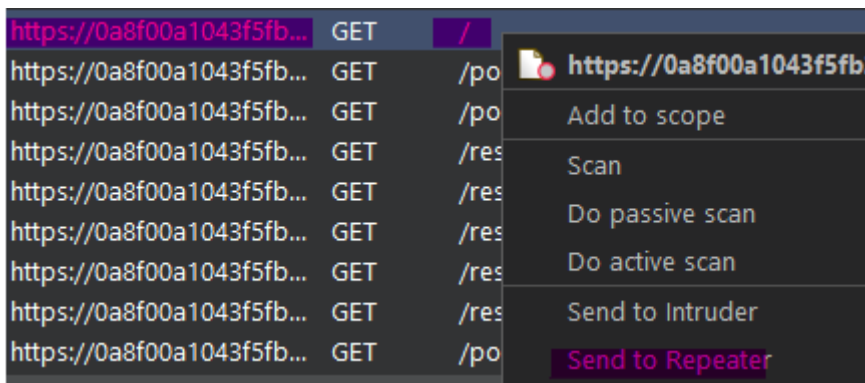 https://0a8f00a1043f5fb... GET /
https://0a8f00a1043f5fb... GET /po
https://0a8f00a1043f5fb... GET /po
https://0a8f00a1043f5fb... GET /res
https://0a8f00a1043f5fb... GET /res
https://0a8f00a1043f5fb... GET /res
https://0a8f00a1043f5fb... GET /res
https://0a8f00a1043f5fb... GET /res
https://0a8f00a1043f5fb... GET /po
https://0a8f00a1043f5fb.
Add to scope
Scan
Do passive scan
Do active scan
Send to Intruder
Send to Repeater